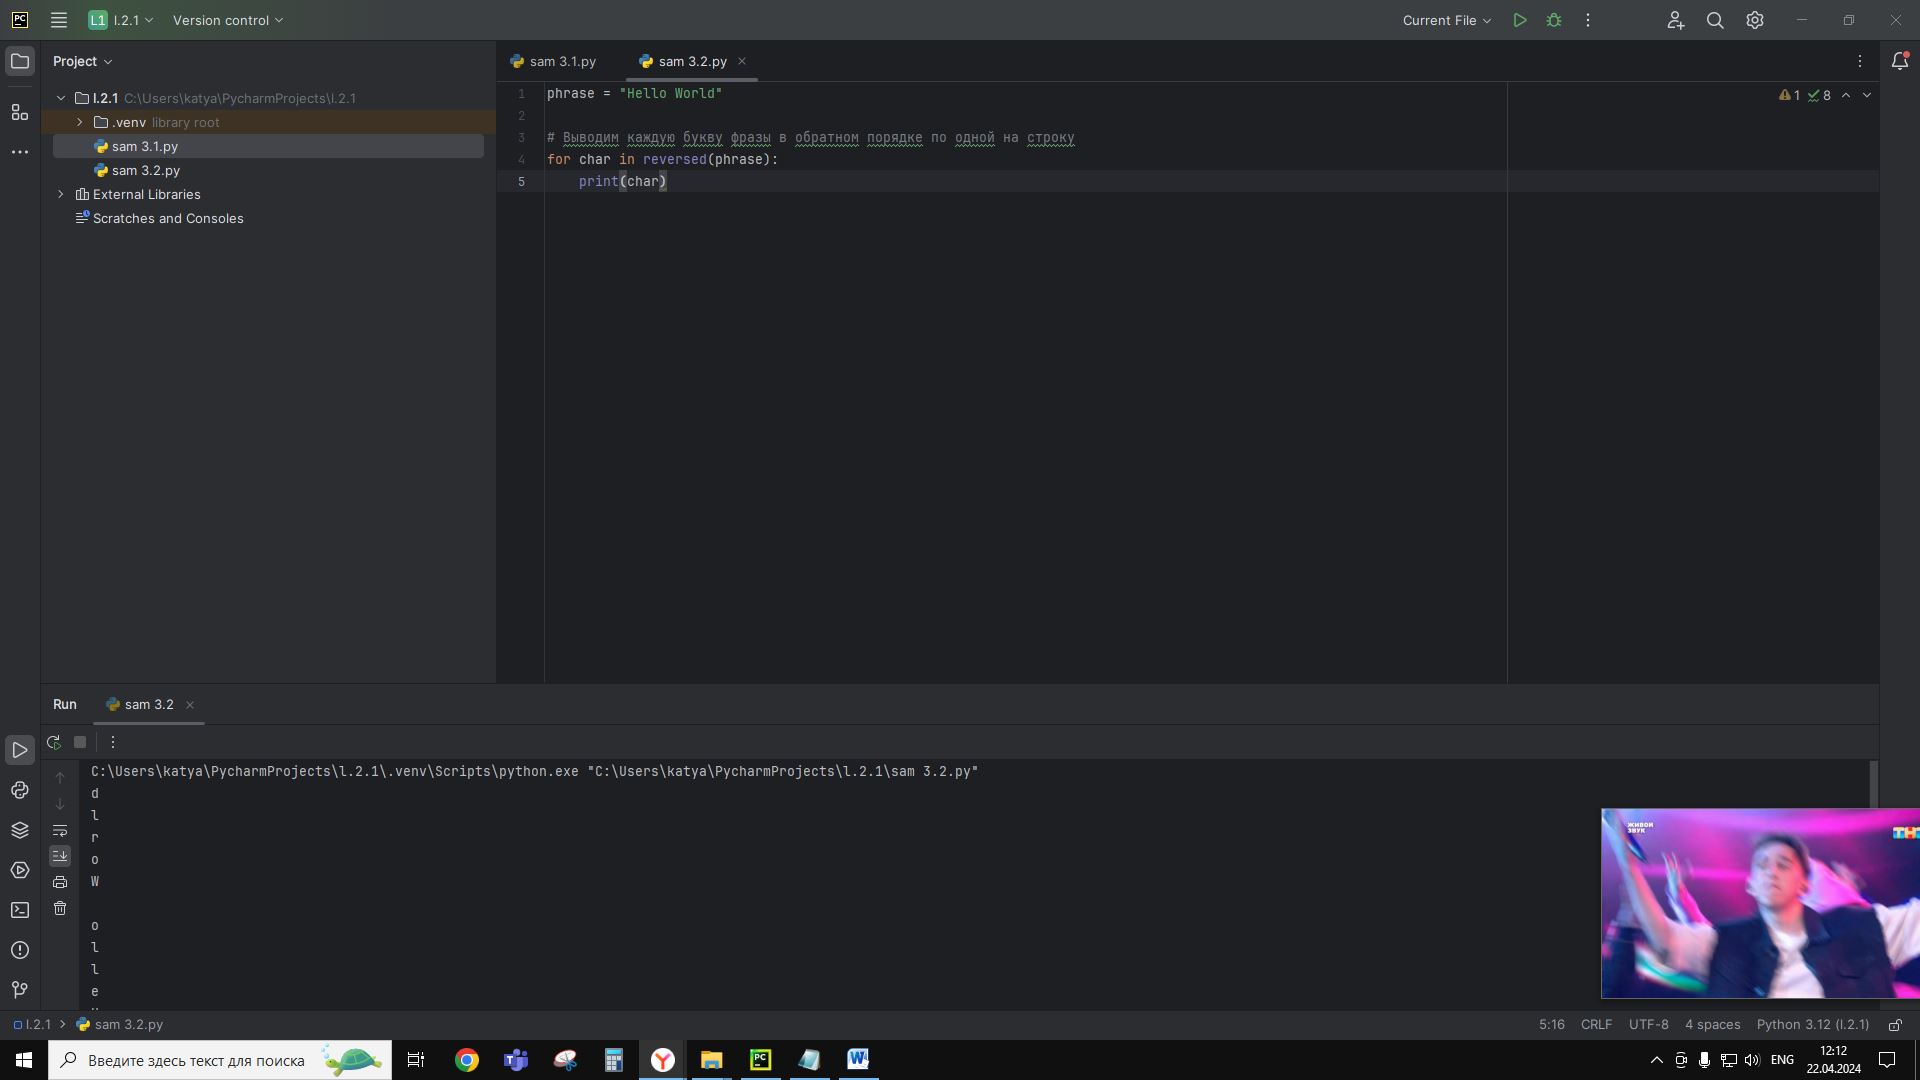 PC
L1 l.2.1
Version control
Current File
Project
sam 3.1.py
sam 3.2.py
l.2.1 C:\Users\katya\PycharmProjects\l.2.1
.venv library root
sam 3.1.py
sam 3.2.py
External Libraries
Scratches and Consoles
1 phrase = "Hello World"
2
3 # Выводим каждую букву фразы в обратном порядке по одной на строку
4 for char in reversed(phrase):
5 print(char)
1 8
Run
sam 3.2
C:\Users\katya\PycharmProjects\l.2.1\.venv\Scripts\python.exe "C:\Users\katya\PycharmProjects\l.2.1\sam 3.2.py"
d
l
r
o
W
o
l
l
e
ЖИВОЙ
ЗВУК
l.2.1
sam 3.2.py
5:16
CRLF
UTF-8
4 spaces
Python 3.12 (l.2.1)
Введите здесь текст для поиска
ENG
12:12
22.04.2024